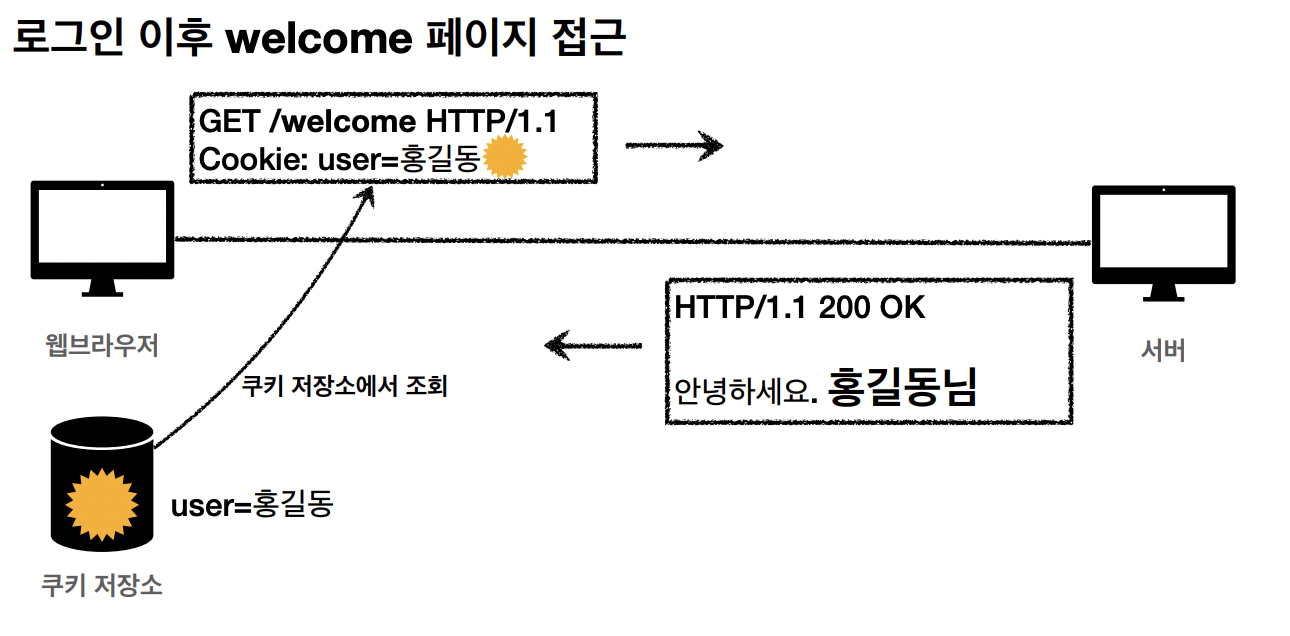 로그인 이후 welcome 페이지 접근
GET /welcome HTTP/1.1
Cookie: user=홍길동
웹브라우저
서버
HTTP/1.1 200 OK
안녕하세요. 홍길동님
쿠키 저장소에서 조회
user=홍길동
쿠키 저장소